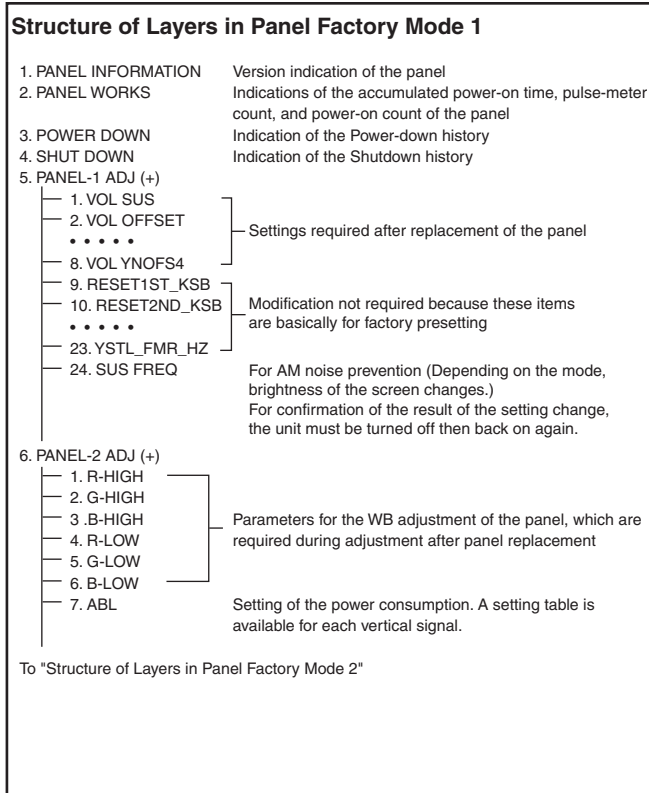 Structure of Layers in Panel Factory Mode 1
1. PANEL INFORMATION Version indication of the panel
2. PANEL WORKS Indications of the accumulated power-on time, pulse-meter
count, and power-on count of the panel
3. POWER DOWN Indication of the Power-down history
4. SHUT DOWN Indication of the Shutdown history
5. PANEL-1 ADJ (+)
1. VOL SUS
2. VOL OFFSET
• • • • •
8. VOL YNOFS4
Settings required after replacement of the panel
9. RESET1ST_KSB
10. RESET2ND_KSB
• • • • •
23. YSTL_FMR_HZ
Modification not required because these items
are basically for factory presetting
24. SUS FREQ For AM noise prevention (Depending on the mode,
brightness of the screen changes.)
For confirmation of the result of the setting change,
the unit must be turned off then back on again.
6. PANEL-2 ADJ (+)
1. R-HIGH
2. G-HIGH
3 .B-HIGH
4. R-LOW
5. G-LOW
6. B-LOW
Parameters for the WB adjustment of the panel, which are
required during adjustment after panel replacement
7. ABL Setting of the power consumption. A setting table is
available for each vertical signal.
To "Structure of Layers in Panel Factory Mode 2"